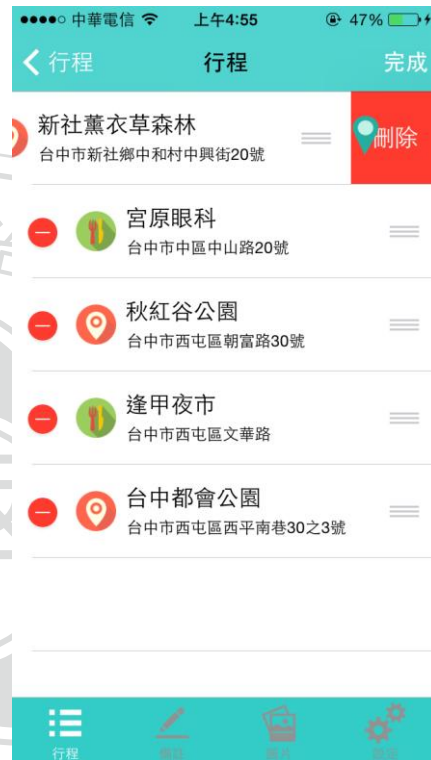 中華電信 上午4:55 47%
行程 行程 完成
新社薰衣草森林
台中市新社鄉中和村中興街20號
刪除
宮原眼科
台中市中區中山路20號
秋紅谷公園
台中市西屯區朝富路30號
逢甲夜市
台中市西屯區文華路
台中都會公園
台中市西屯區西平南巷30之3號
行程